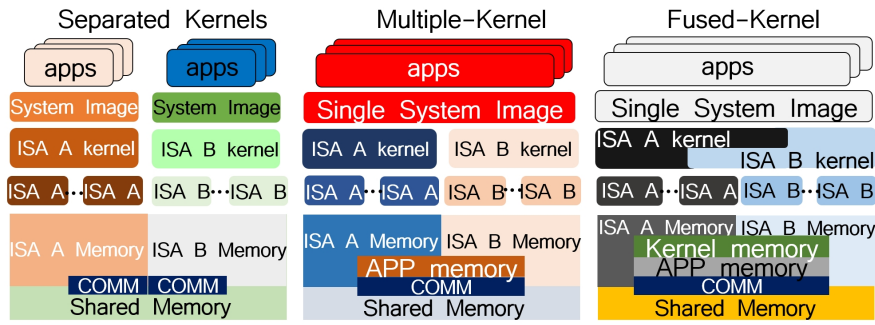 Separated Kernels
apps
apps
System Image
System Image
ISA A kernel
ISA B kernel
ISA A ••• ISA A
ISA B ••• ISA B
ISA A Memory
ISA B Memory
COMM
COMM
Shared Memory
Multiple-Kernel
apps
Single System Image
ISA A kernel
ISA B kernel
ISA A ••• ISA A
ISA B ••• ISA B
ISA A Memory
ISA B Memory
APP memory
COMM
Shared Memory
Fused-Kernel
apps
Single System Image
ISA A kernel
ISA B kernel
ISA A ••• ISA A
ISA B ••• ISA B
ISA A Memory
ISA B Memory
Kernel memory
APP memory
COMM
Shared Memory